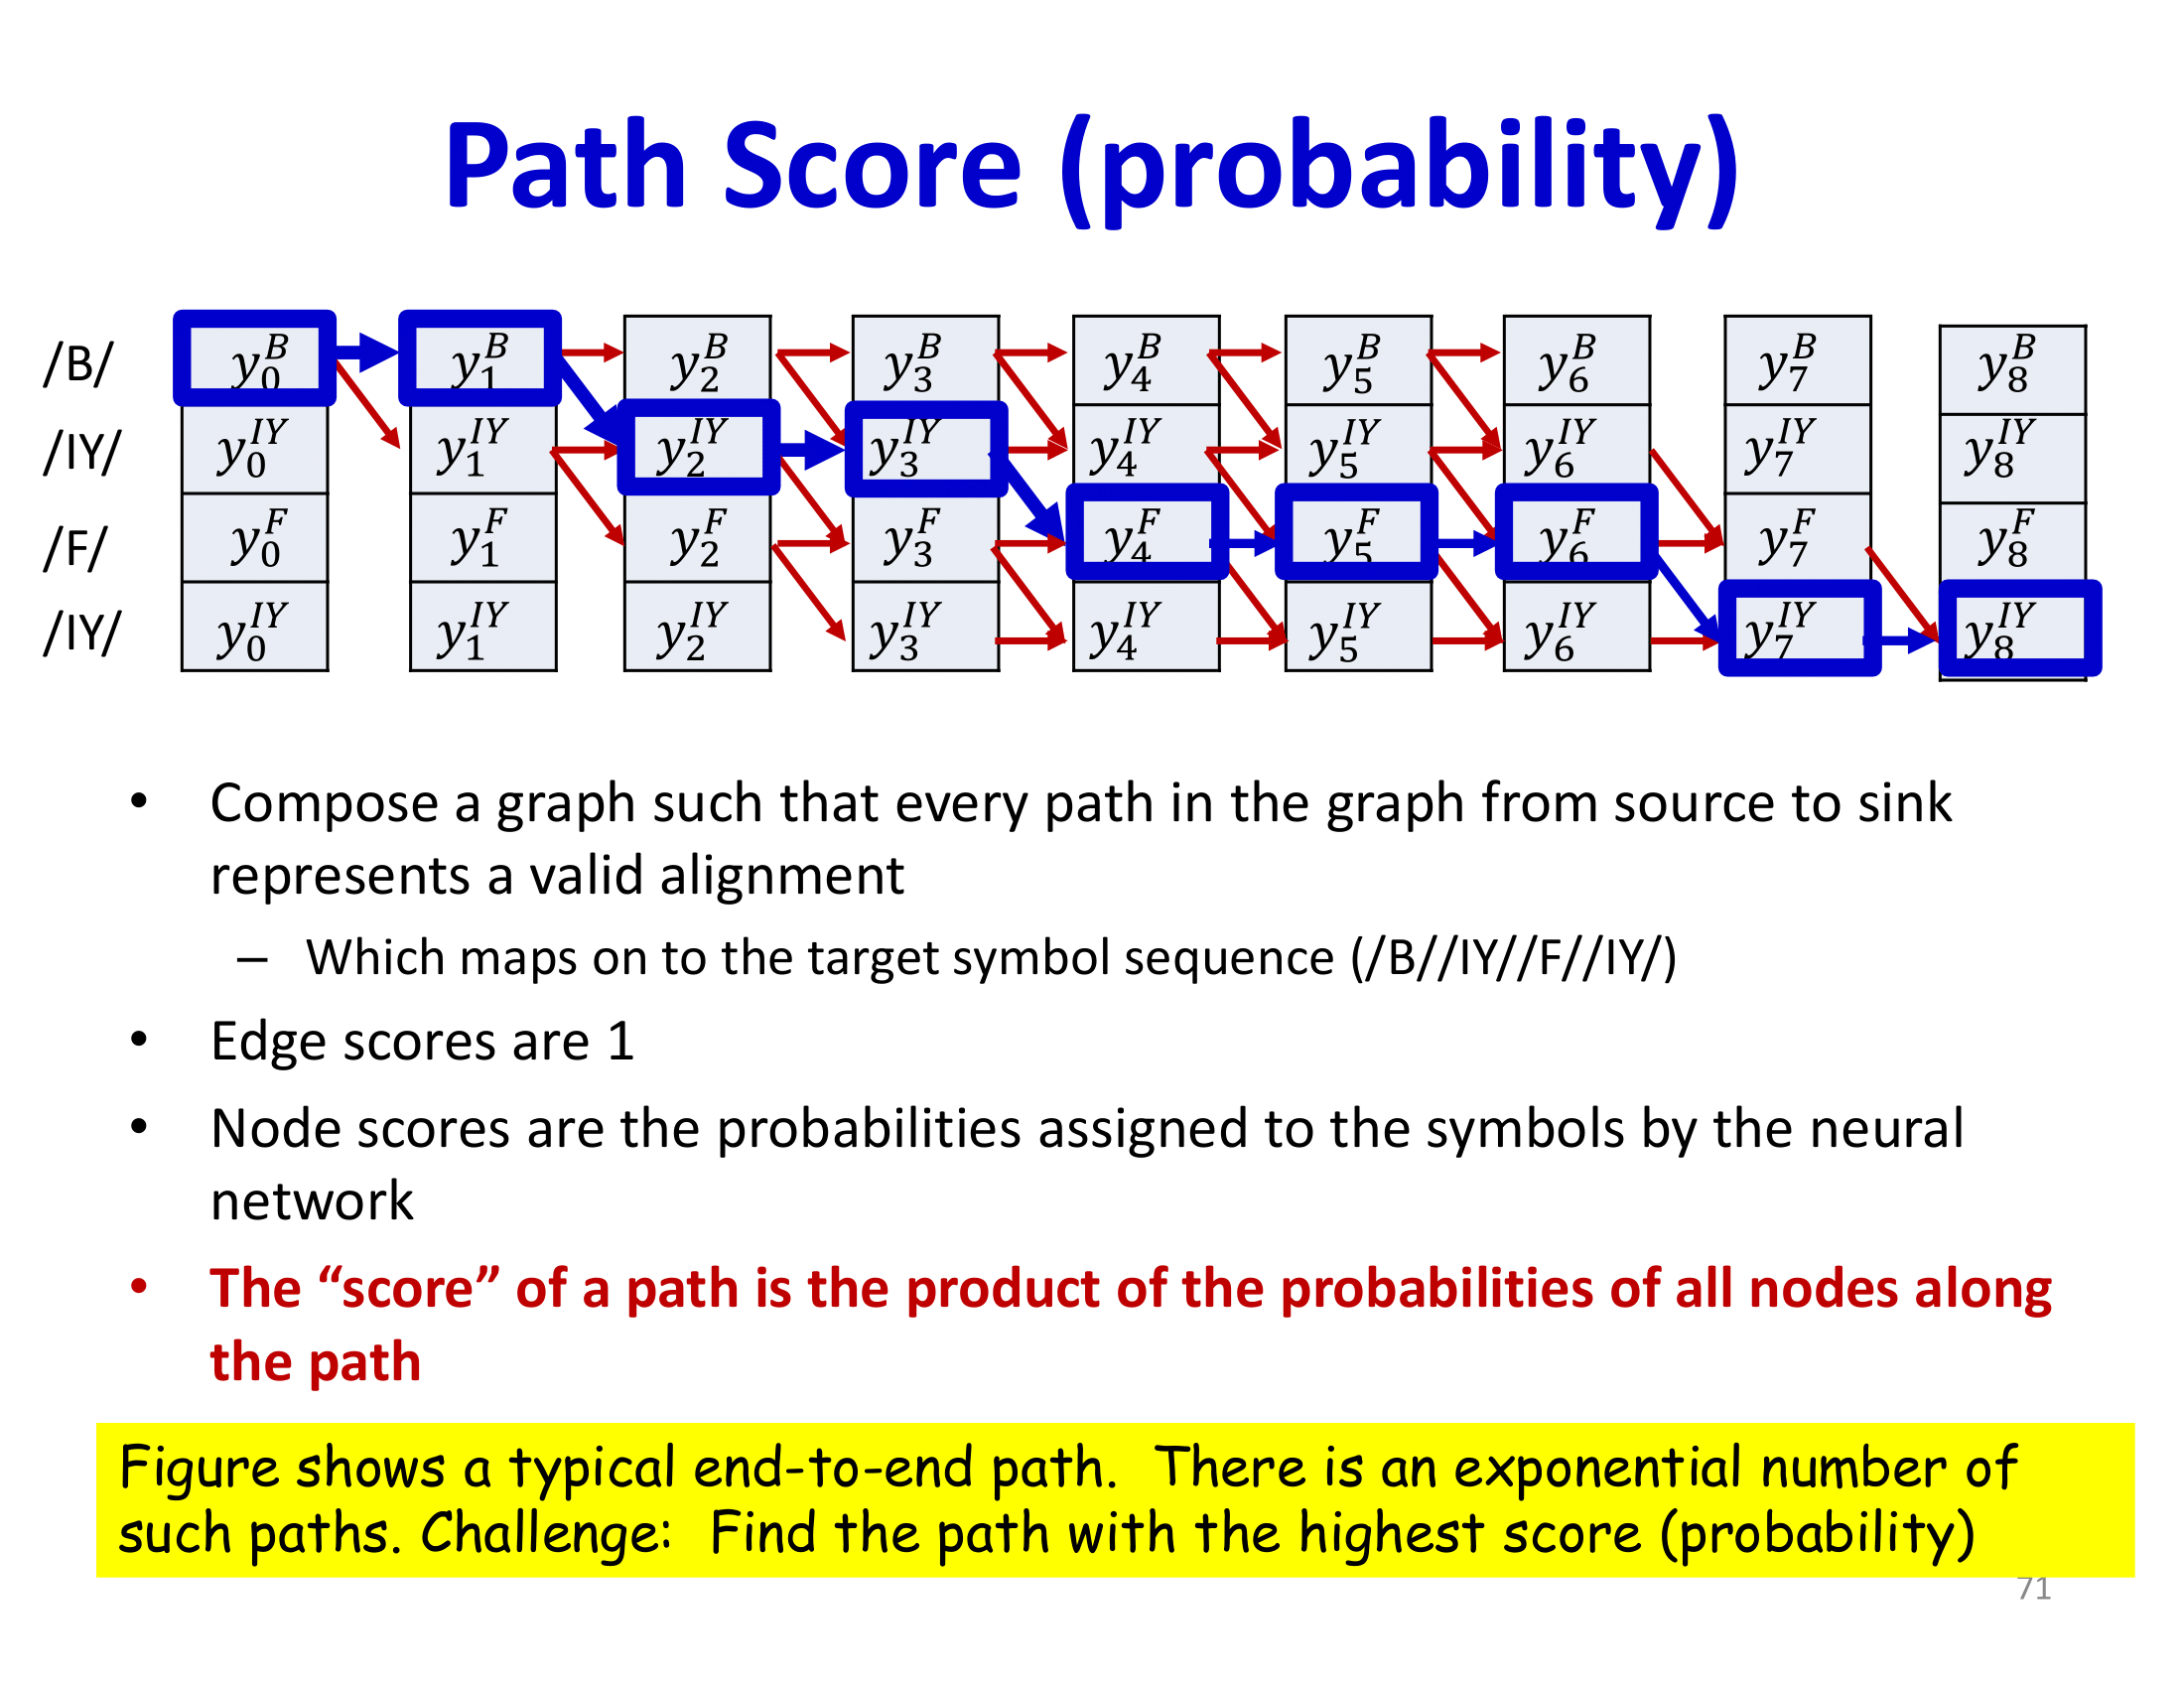 Path Score (probability)
/B/ y_0^B y_1^B y_2^B y_3^B y_4^B y_5^B y_6^B y_7^B y_8^B
/IY/ y_0^IY y_1^IY y_2^IY y_3^IY y_4^IY y_5^IY y_6^IY y_7^IY y_8^IY
/F/ y_0^F y_1^F y_2^F y_3^F y_4^F y_5^F y_6^F y_7^F y_8^F
/IY/ y_0^IY y_1^IY y_2^IY y_3^IY y_4^IY y_5^IY y_6^IY y_7^IY y_8^IY
• Compose a graph such that every path in the graph from source to sink
represents a valid alignment
– Which maps on to the target symbol sequence (/B//IY//F//IY/)
• Edge scores are 1
• Node scores are the probabilities assigned to the symbols by the neural
network
• The “score” of a path is the product of the probabilities of all nodes along
the path
Figure shows a typical end-to-end path. There is an exponential number of
such paths. Challenge: Find the path with the highest score (probability)
71